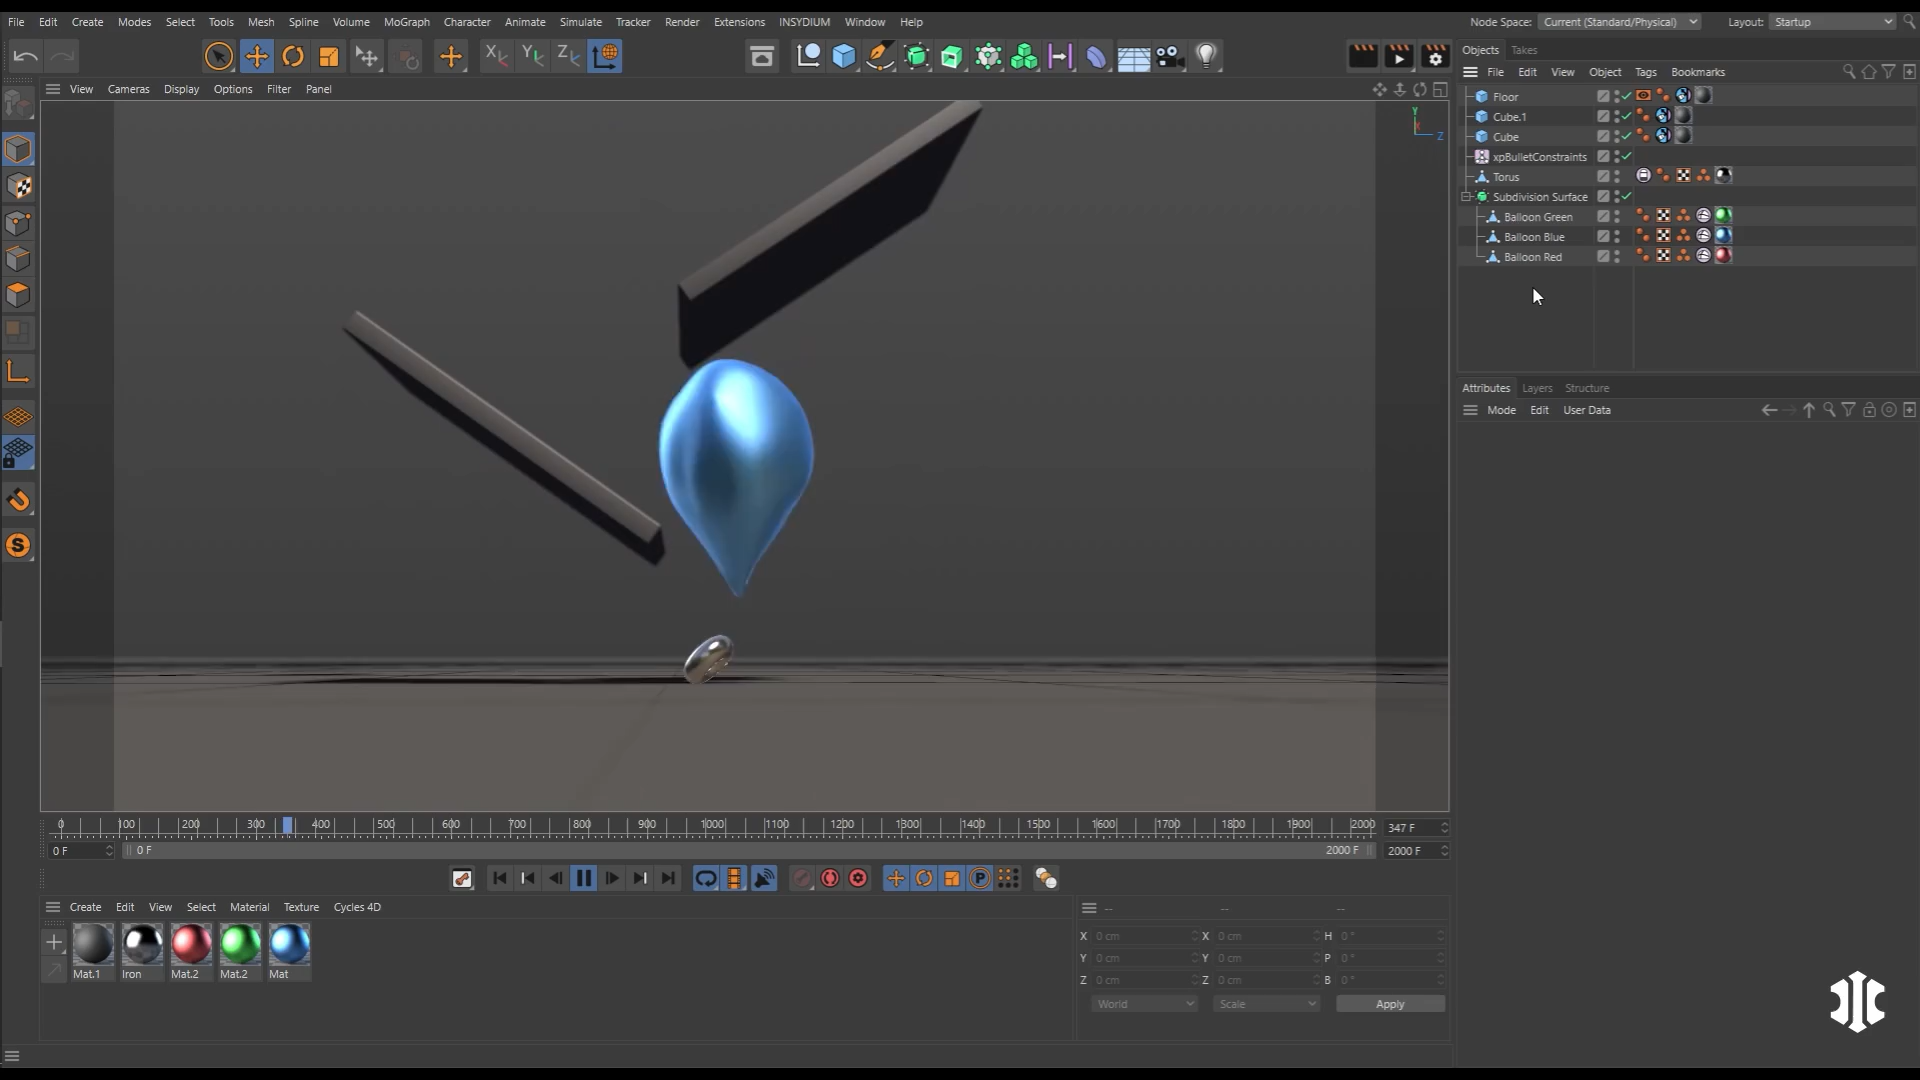 File Edit Create Modes Select Tools Mesh Spline Volume MoGraph Character Animate Simulate Tracker Render Extensions INSYDIUM Window Help Node Space: Current (Standard/Physical) Layout: Startup
X Y Z
Objects Takes
File Edit View Object Tags Bookmarks
View Cameras Display Options Filter Panel
Floor
Cube.1
Cube
xpBulletConstraints
Torus
Subdivision Surface
Balloon Green
Balloon Blue
Balloon Red
Y
Z
Attributes Layers Structure
Mode Edit User Data
S
0 100 200 300 400 500 600 700 800 900 1000 1100 1200 1300 1400 1500 1600 1700 1800 1900 2000 347 F
0 F 0 F 2000 F 2000 F
P
Create Edit View Select Material Texture Cycles 4D
-- -- --
X 0 cm X 0 cm H 0 °
Y 0 cm Y 0 cm P 0 °
Z 0 cm Z 0 cm B 0 °
World Scale Apply
Mat.1 Iron Mat.2 Mat.2 Mat